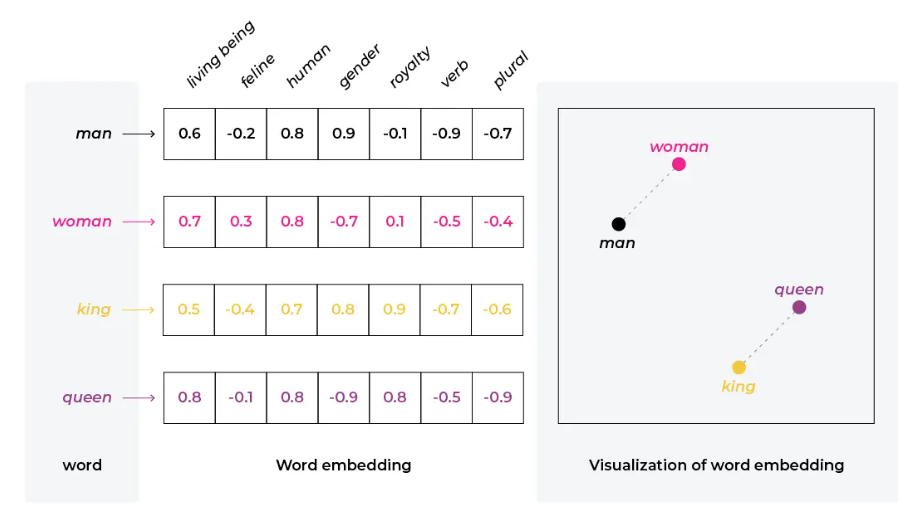 living being feline human gender royalty verb plural
man 0.6 -0.2 0.8 0.9 -0.1 -0.9 -0.7
woman 0.7 0.3 0.8 -0.7 0.1 -0.5 -0.4
king 0.5 -0.4 0.7 0.8 0.9 -0.7 -0.6
queen 0.8 -0.1 0.8 -0.9 0.8 -0.5 -0.9
word
Word embedding
woman
man
queen
king
Visualization of word embedding